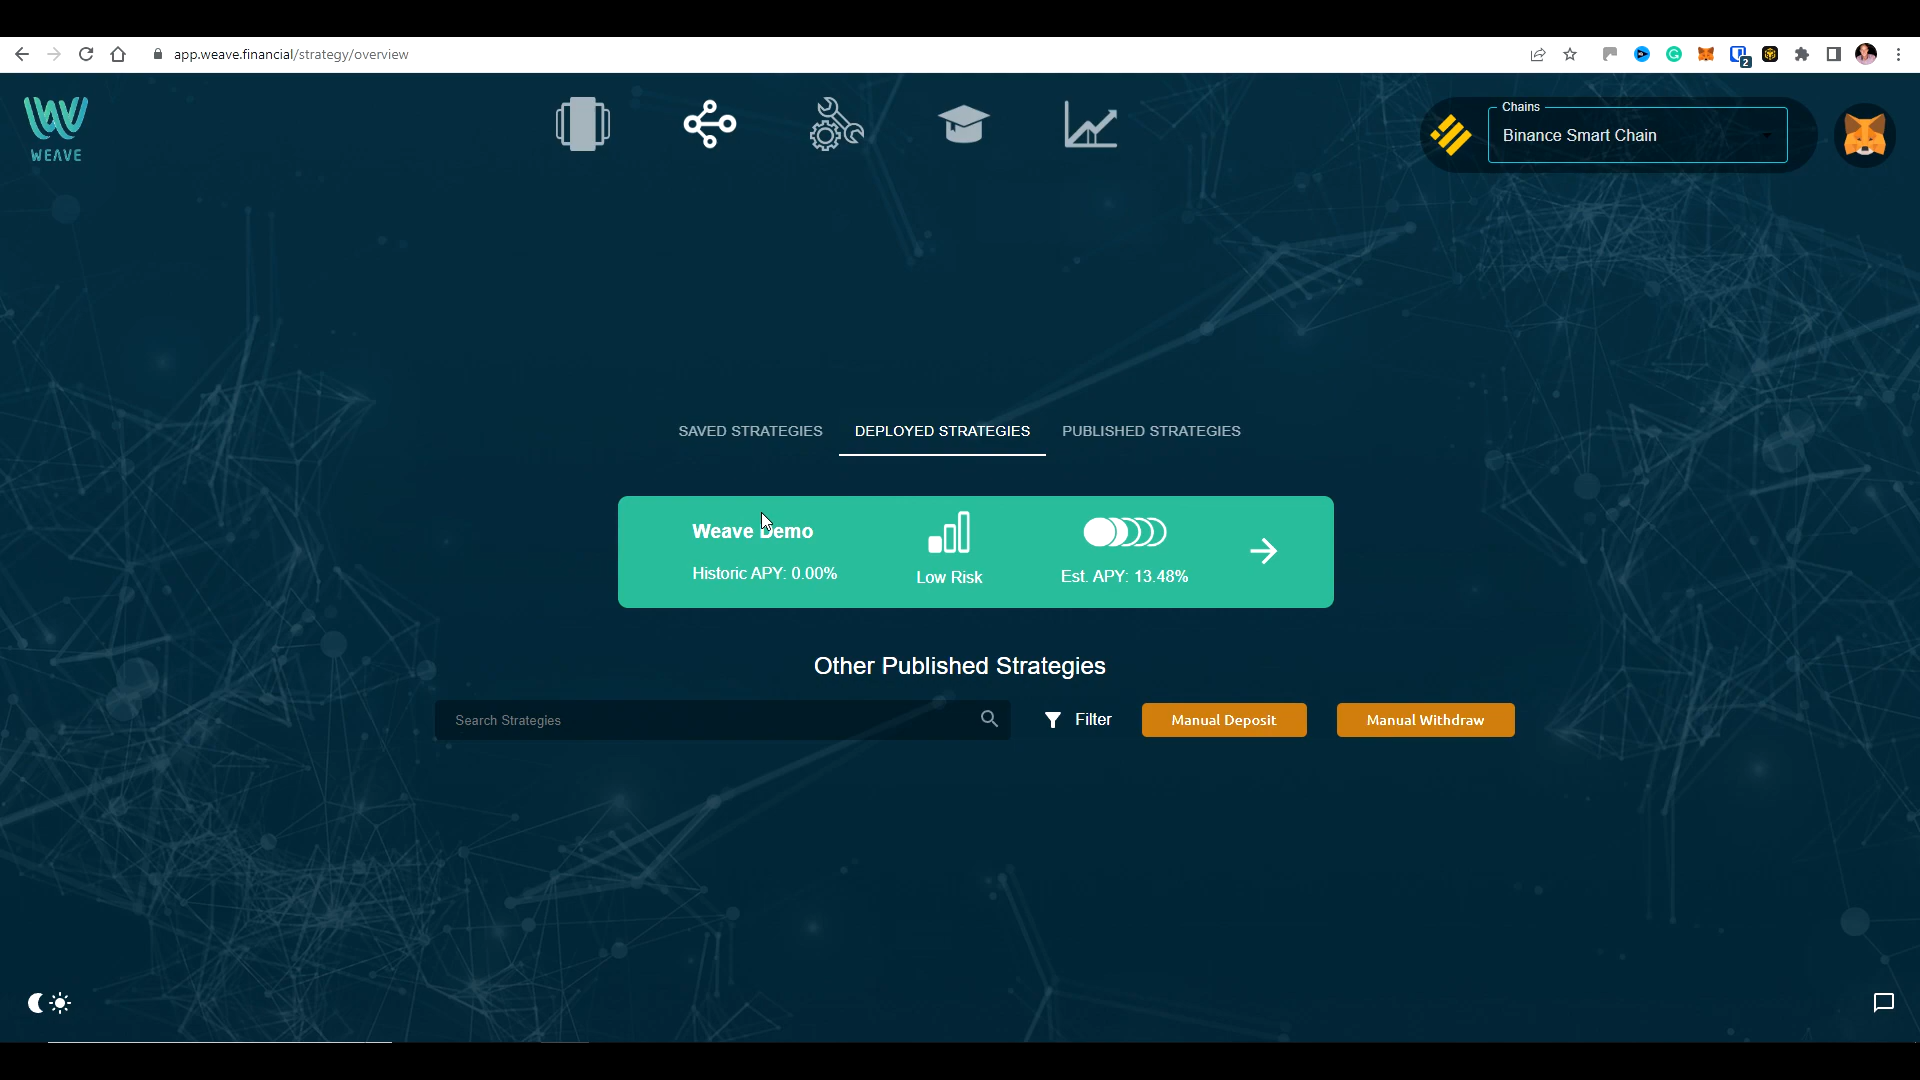 app.weave.financial/strategy/overview
2
WEAVE
Chains
Binance Smart Chain
SAVED STRATEGIES
DEPLOYED STRATEGIES
PUBLISHED STRATEGIES
Weave Demo
Historic APY: 0.00%
Low Risk
Est. APY: 13.48%
Other Published Strategies
Search Strategies
Filter
Manual Deposit
Manual Withdraw